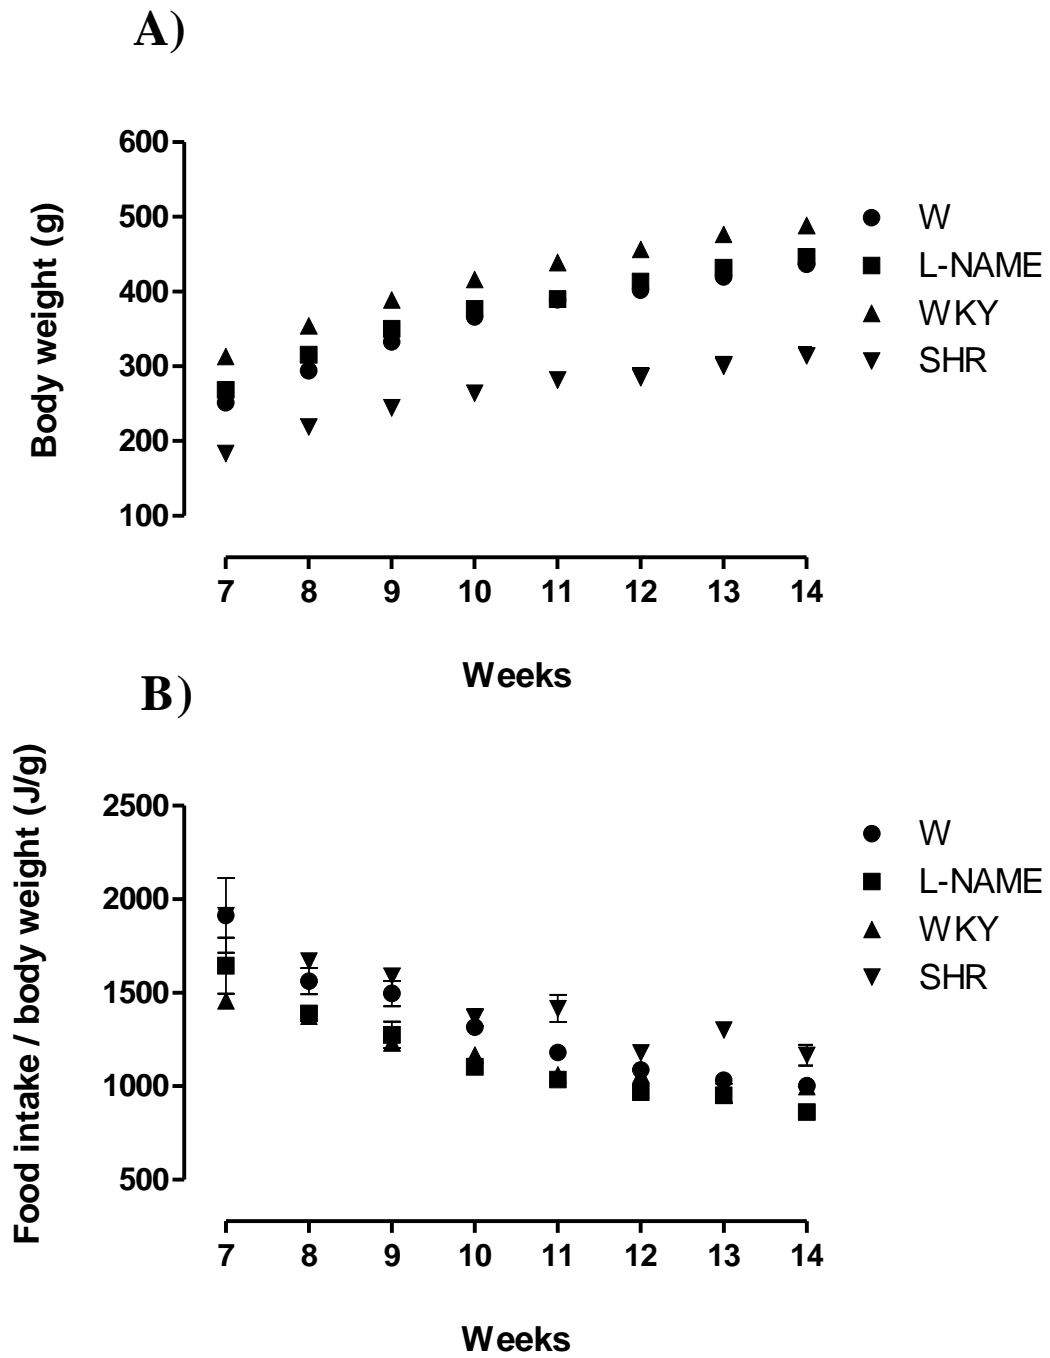 A)
Body weight (g)
600
500
400
300
200
100
7 8 9 10 11 12 13 14
Weeks
W
L-NAME
WKY
SHR
B)
Food intake / body weight (J/g)
2500
2000
1500
1000
500
7 8 9 10 11 12 13 14
Weeks
W
L-NAME
WKY
SHR